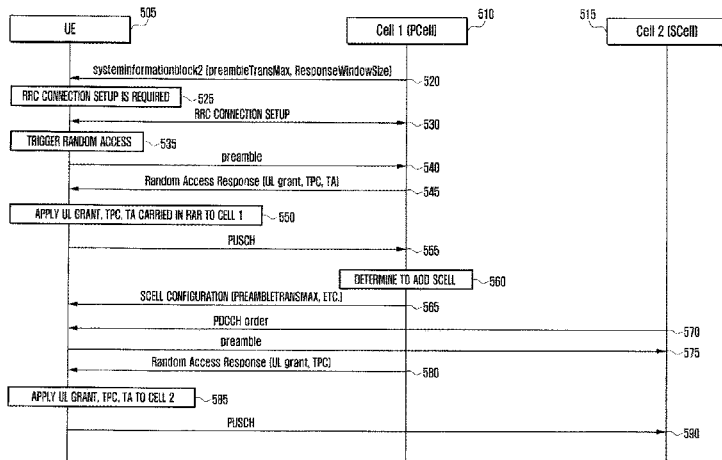 505
510
515
UE
Cell 1 (PCell)
Cell 2 (SCell)
systeminformationblock2 (preambleTransMax, ResponseWindowSize)
520
RRC CONNECTION SETUP IS REQUIRED
525
RRC CONNECTION SETUP
530
TRIGGER RANDOM ACCESS
535
preamble
540
Random Access Response (UL grant, TPC, TA)
545
APPLY UL GRANT, TPC, TA CARRIED IN RAR TO CELL 1
550
PUSCH
555
DETERMINE TO ADD SCELL
560
SCELL CONFIGURATION (PREAMBLETRANSMAX, ETC.)
565
PDCCH order
570
preamble
575
Random Access Response (UL grant, TPC)
580
APPLY UL GRANT, TPC, TA TO CELL 2
585
PUSCH
590